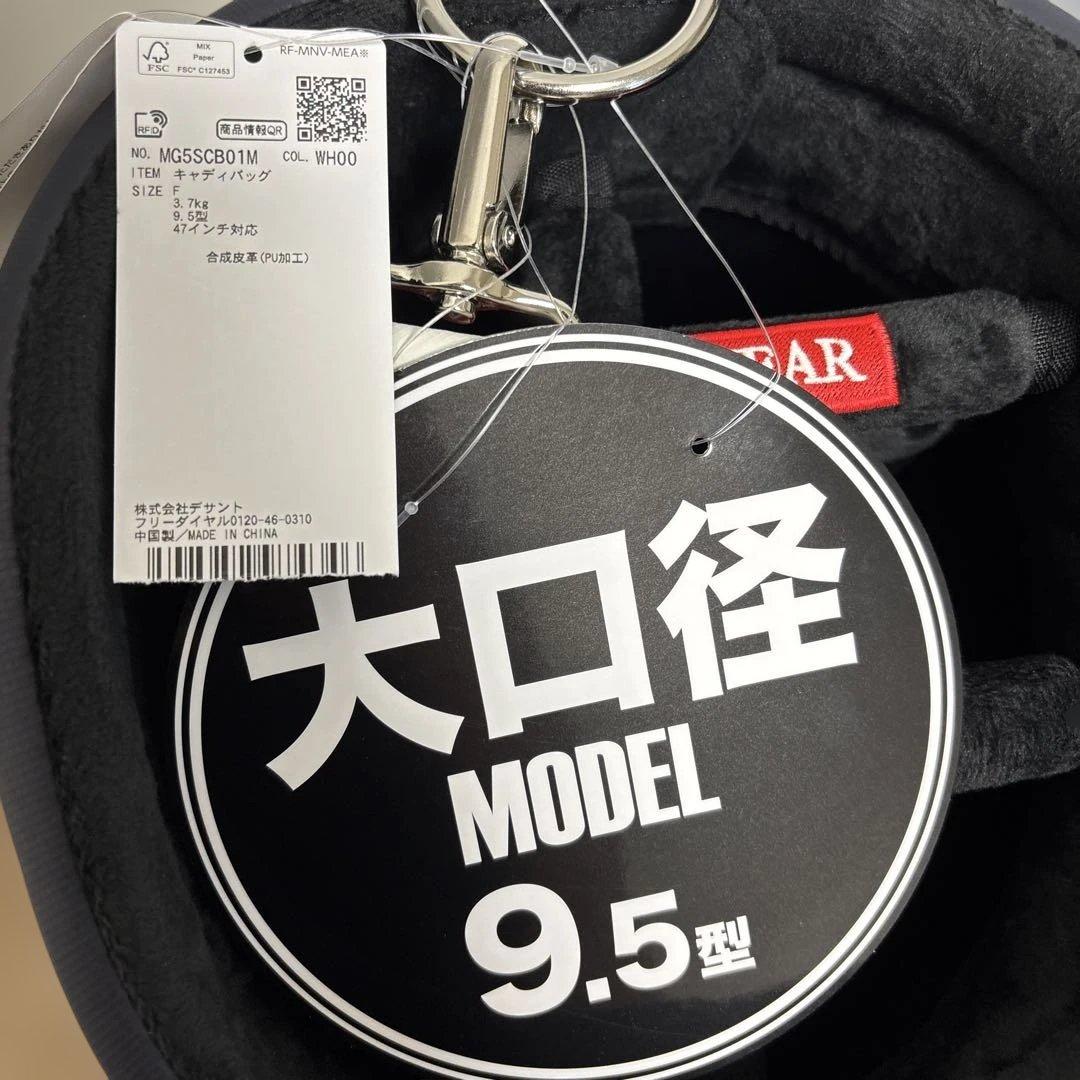 MIX
Paper
FSC
FSC® C127453
RF-MNV-MEA※
RFID
商品情報QR
NO. MG5SCB01M COL. WH00
ITEM キャディバッグ
SIZE F
3.7kg
9.5型
47インチ対応
合成皮革(PU加工)
株式会社デサント
フリーダイヤル0120-46-0310
中国製/MADE IN CHINA
大口径
MODEL
9.5型